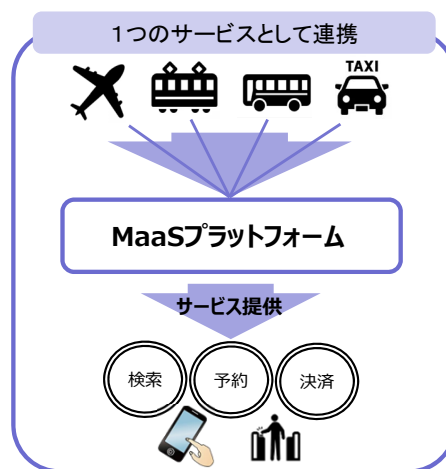 1つのサービスとして連携
TAXI
MaaSプラットフォーム
サービス提供
検索
予約
決済